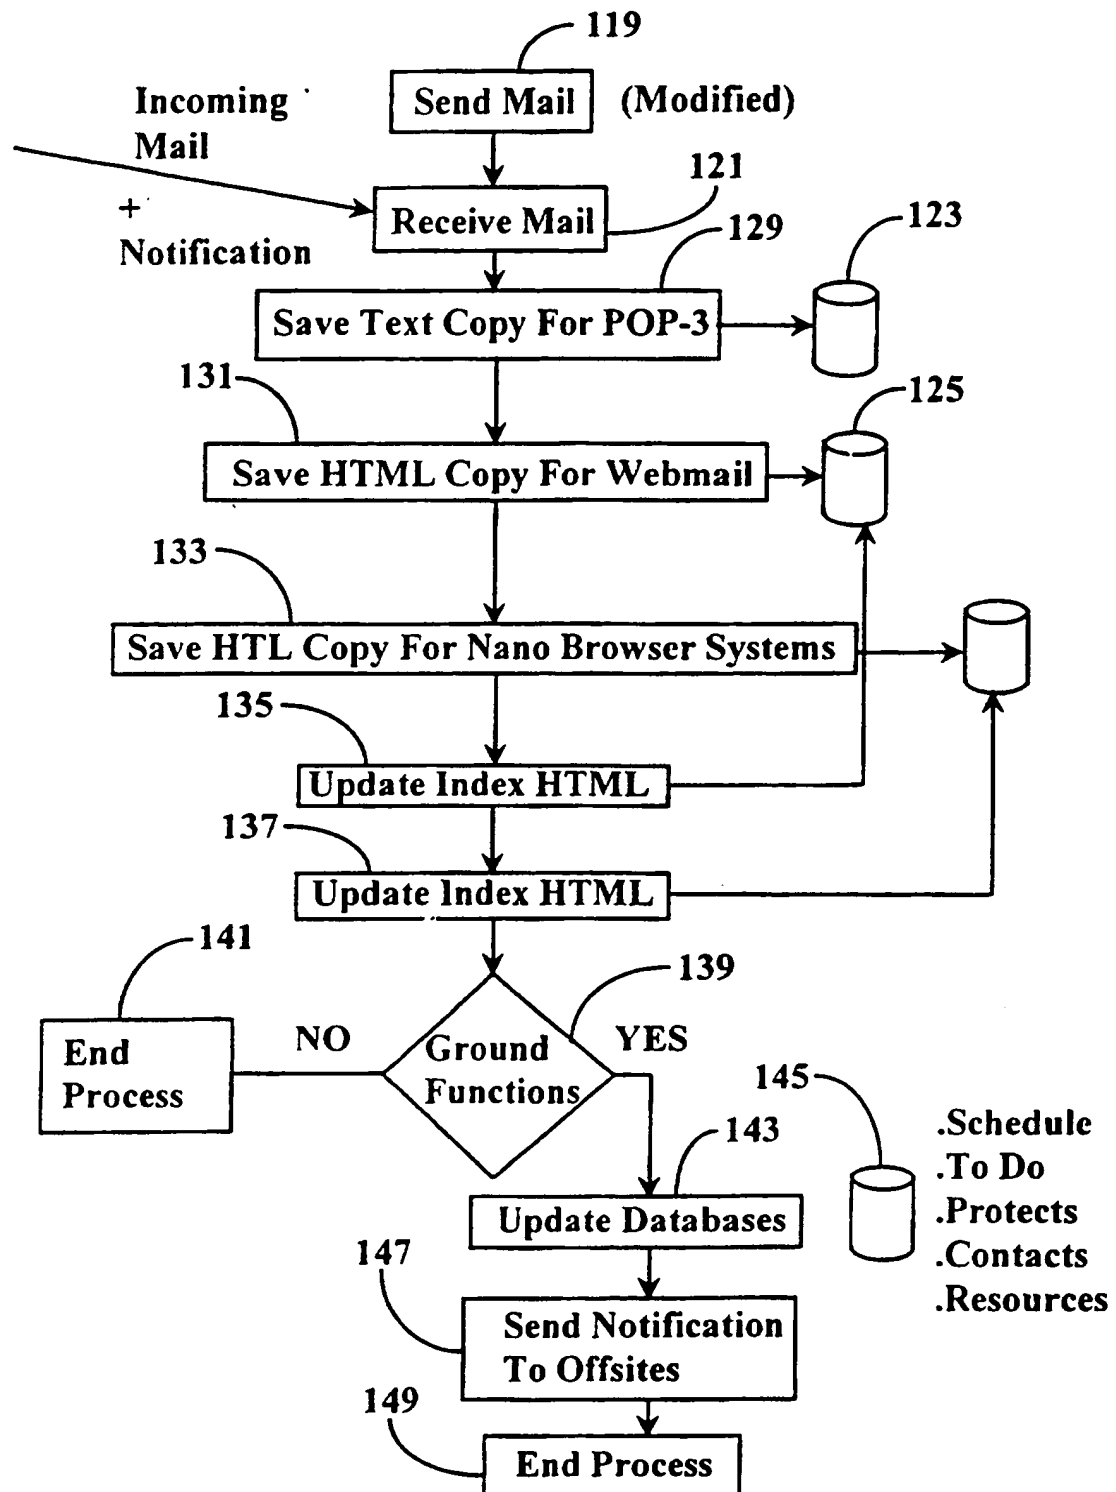 119
Send Mail (Modified)
Incoming
Mail
+
Notification
121
Receive Mail
129
123
Save Text Copy For POP-3
131
125
Save HTML Copy For Webmail
133
Save HTL Copy For Nano Browser Systems
135
Update Index HTML
137
Update Index HTML
141
139
End
Process
NO
Ground
Functions
YES
145
.Schedule
.To Do
.Protects
.Contacts
.Resources
143
Update Databases
147
Send Notification
To Offsites
149
End Process